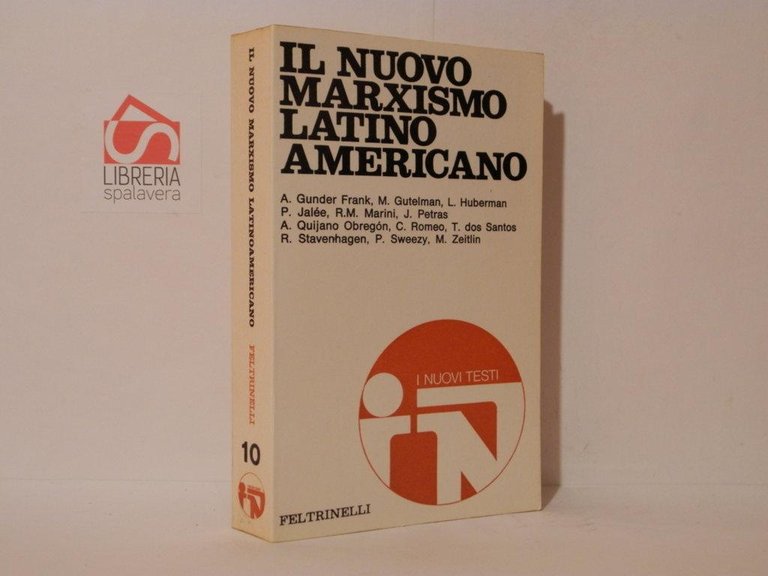 LIBRERIA
spalavera
IL NUOVO MARXISMO LATINOAMERICANO FELTRINELLI
10
IL NUOVO
MARXISMO
LATINO
AMERICANO
A. Gunder Frank, M. Gutelman, L. Huberman
P. Jalée, R.M. Marini, J. Petras
A. Quijano Obregón, C. Romeo, T. dos Santos
R. Stavenhagen, P. Sweezy, M. Zeitlin
I NUOVI TESTI
iNT
FELTRINELLI